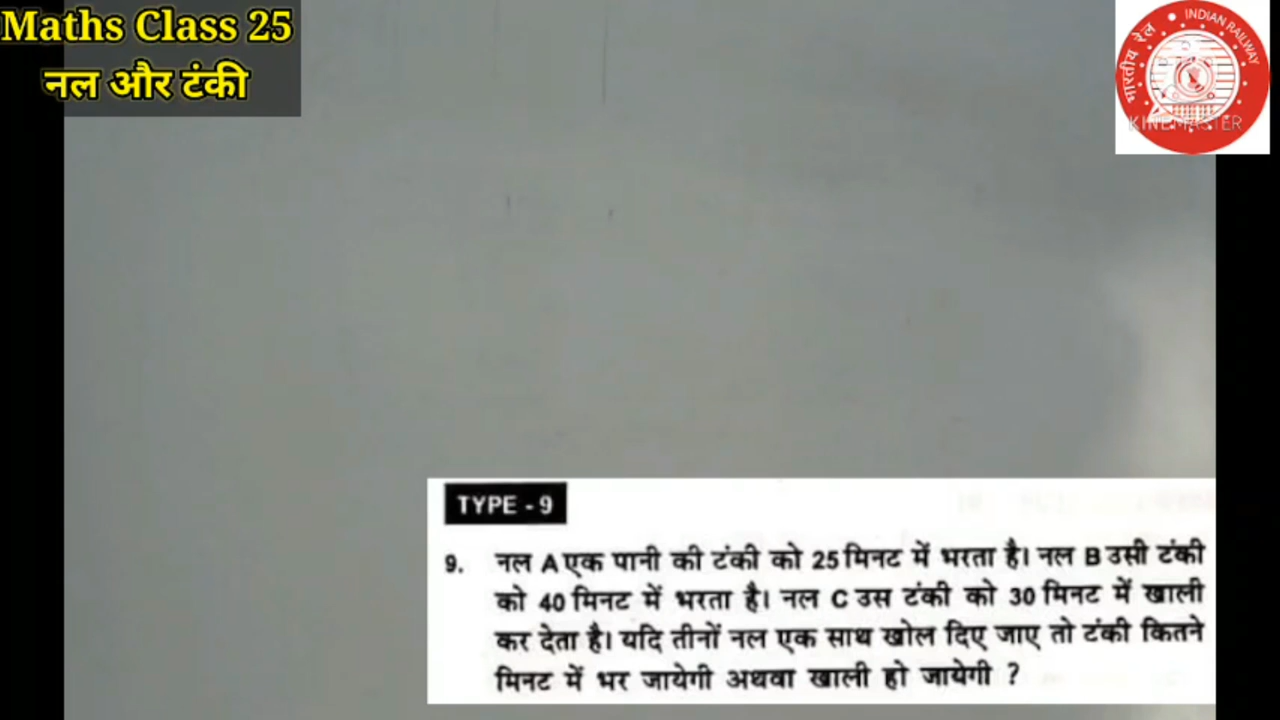 Maths Class 25
नल और टंकी
भारतीय रेल
INDIAN RAILWAY
KINEMASTER
TYPE - 9
9. नल A एक पानी की टंकी को 25 मिनट में भरता है। नल B उसी टंकी
को 40 मिनट में भरता है। नल C उस टंकी को 30 मिनट में खाली
कर देता है। यदि तीनों नल एक साथ खोल दिए जाए तो टंकी कितने
मिनट में भर जायेगी अथवा खाली हो जायेगी ?